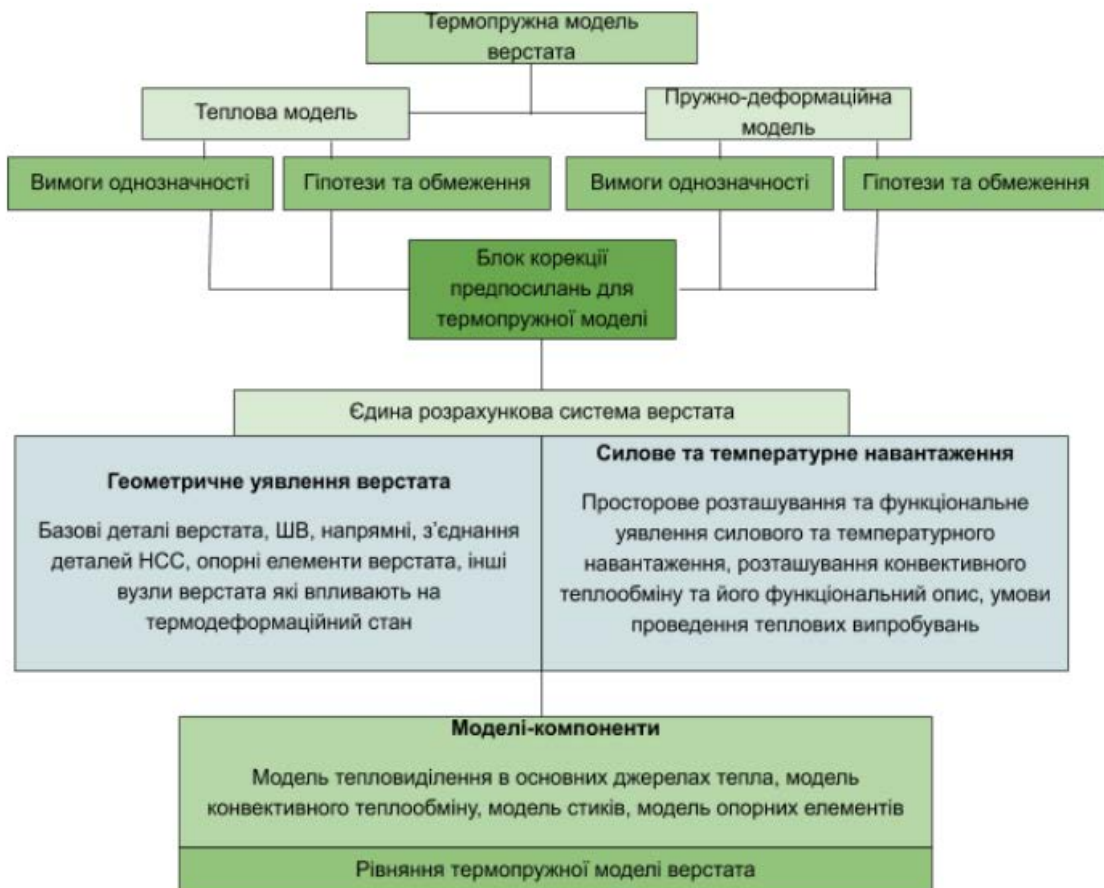 Термопружна модель
верстата
Теплова модель
Пружно-деформаційна
модель
Вимоги однозначності
Гіпотези та обмеження
Вимоги однозначності
Гіпотези та обмеження
Блок корекції
предпосилань для
термопружної моделі
Єдина розрахункова система верстата
Геометричне уявлення верстата
Базові деталі верстата, ШВ, напрямні, з’єднання
деталей НСС, опорні елементи верстата, інші
вузли верстата які впливають на
термодеформаційний стан
Силове та температурне навантаження
Просторове розташування та функціональне
уявлення силового та температурного
навантаження, розташування конвективного
теплообміну та його функціональний опис, умови
проведення теплових випробувань
Моделі-компоненти
Модель тепловиділення в основних джерелах тепла, модель
конвективного теплообміну, модель стиків, модель опорних елементів
Рівняння термопружної моделі верстата